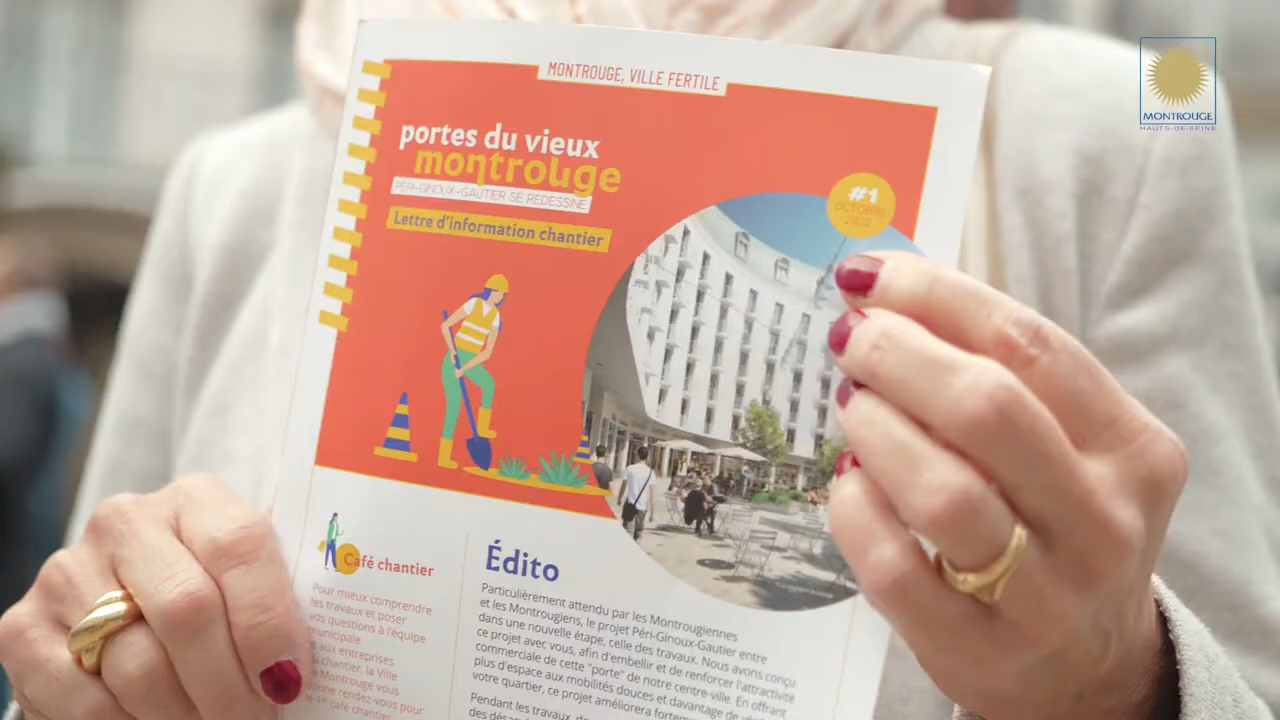 MONTROUGE, VILLE FERTILE
portes du vieux
montrouge
PÉRI-GINOUX-GAUTIER SE REDESSINE
Lettre d'information chantier
#1
OCTOBRE
2022
MONTROUGE
HAUTS-DE-SEINE
Café chantier
Pour mieux comprendre
les travaux et poser
vos questions à l'équipe
municipale
aux entreprises
chantier, la Ville
Montrouge vous
donne rendez-vous pour
le 1er café chantier
Édito
Particulièrement attendu par les Montrougiennes
et les Montrougiens, le projet Péri-Ginoux-Gautier entre
dans une nouvelle étape, celle des travaux. Nous avons conçu
ce projet avec vous, afin d'embellir et de renforcer l'attractivité
commerciale de cette "porte" de notre centre-ville. En offrant
plus d'espace aux mobilités douces et davantage de
votre quartier, ce projet améliorera
Pendant les travaux,